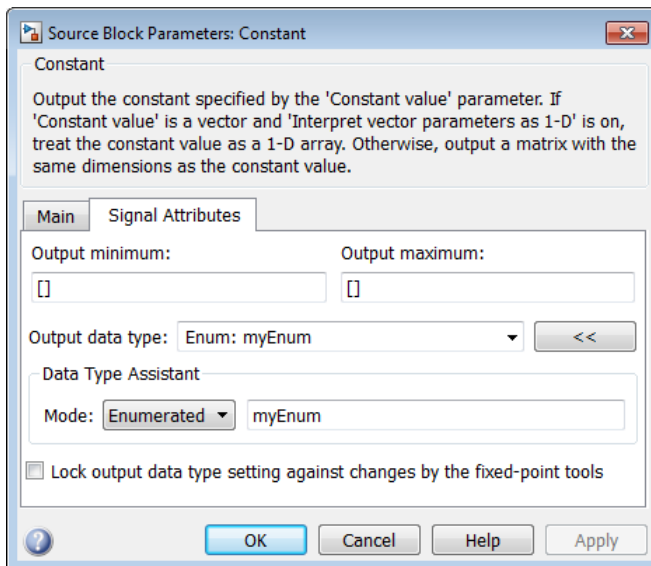 Source Block Parameters: Constant
Constant
Output the constant specified by the 'Constant value' parameter. If
'Constant value' is a vector and 'Interpret vector parameters as 1-D' is on,
treat the constant value as a 1-D array. Otherwise, output a matrix with the
same dimensions as the constant value.
Main Signal Attributes
Output minimum: Output maximum:
[] []
Output data type: Enum: myEnum <<
Data Type Assistant
Mode: Enumerated myEnum
Lock output data type setting against changes by the fixed-point tools
? OK Cancel Help Apply